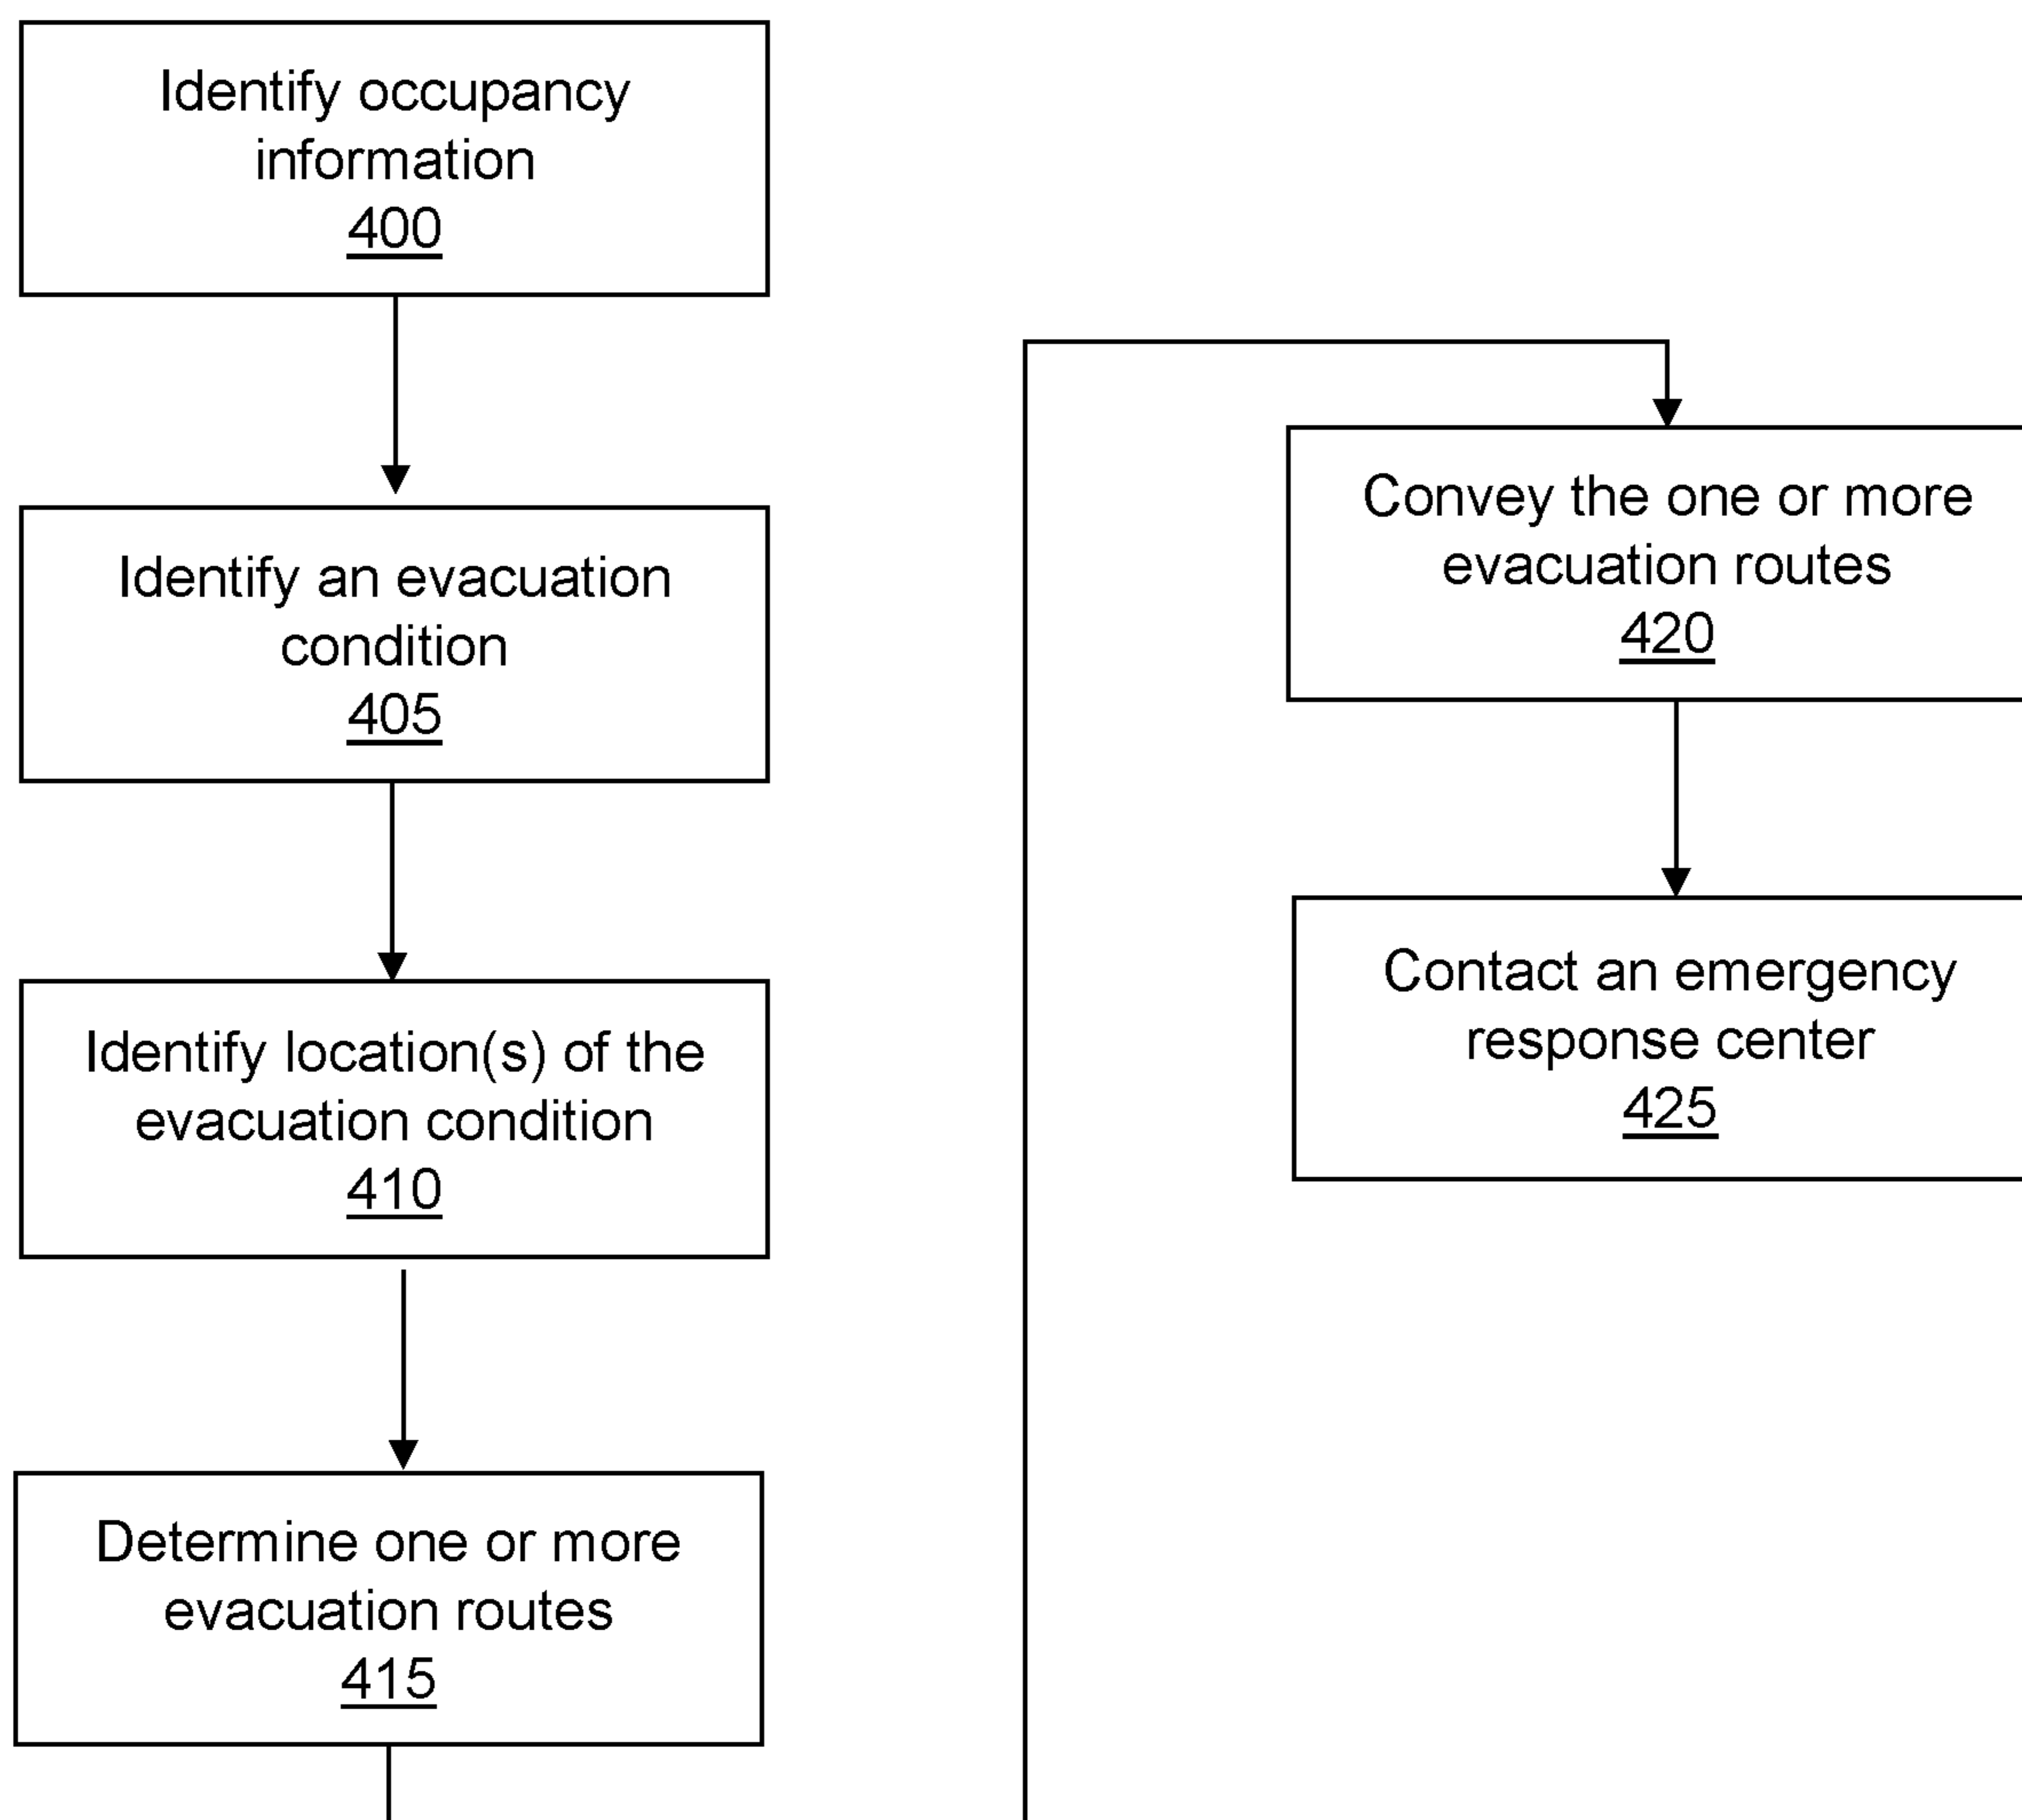 Identify occupancy
information
400
Identify an evacuation
condition
405
Identify location(s) of the
evacuation condition
410
Determine one or more
evacuation routes
415
Convey the one or more
evacuation routes
420
Contact an emergency
response center
425